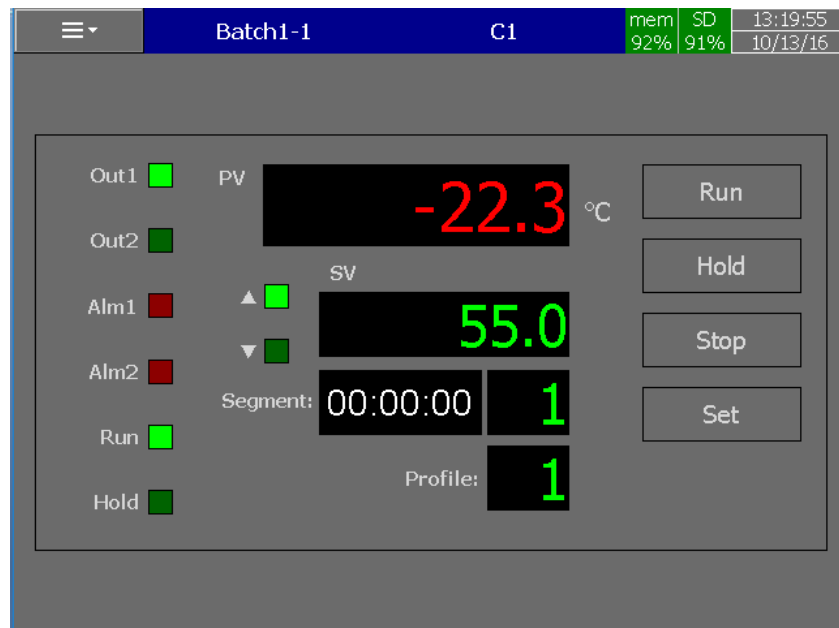 Batch1-1 C1 mem SD 13:19:55
92% 91% 10/13/16
Out1 PV -22.3 °C Run
Out2
SV Hold
Alm1 ▲ 55.0
▼ Stop
Alm2
Segment: 00:00:00 1 Set
Run
Profile: 1
Hold